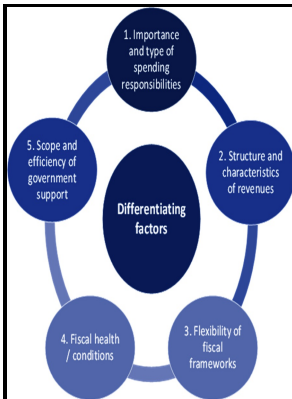 1. Importance
and type of
spending
responsibilities
2. Structure and
characteristics
of revenues
3. Flexibility of
fiscal
frameworks
4. Fiscal health
/ conditions
5. Scope and
efficiency of
government
support
Differentiating
factors